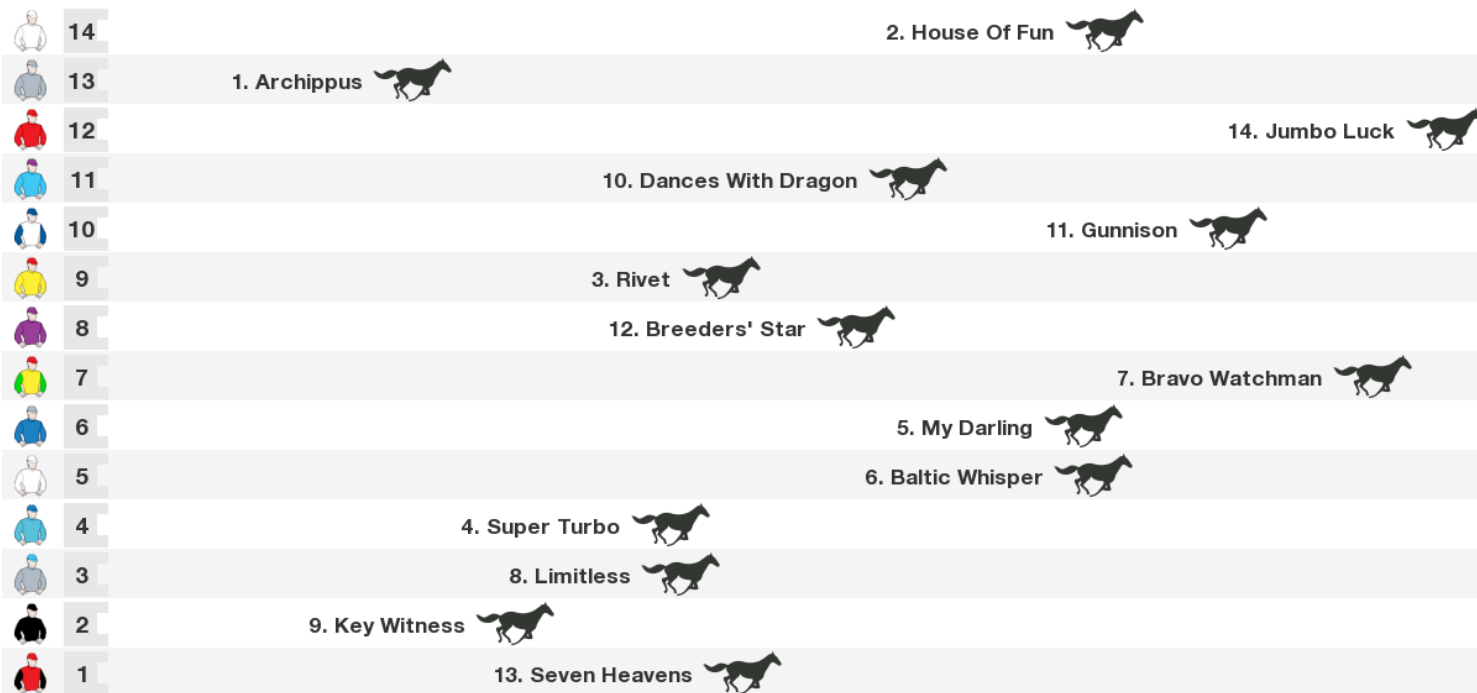 14 2. House Of Fun
13 1. Archippus
12 14. Jumbo Luck
11 10. Dances With Dragon
10 11. Gunnison
9 3. Rivet
8 12. Breeders' Star
7 7. Bravo Watchman
6 5. My Darling
5 6. Baltic Whisper
4 4. Super Turbo
3 8. Limitless
2 9. Key Witness
1 13. Seven Heavens